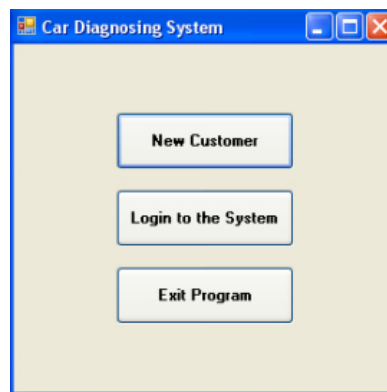 Car Diagnosing System
New Customer
Login to the System
Exit Program